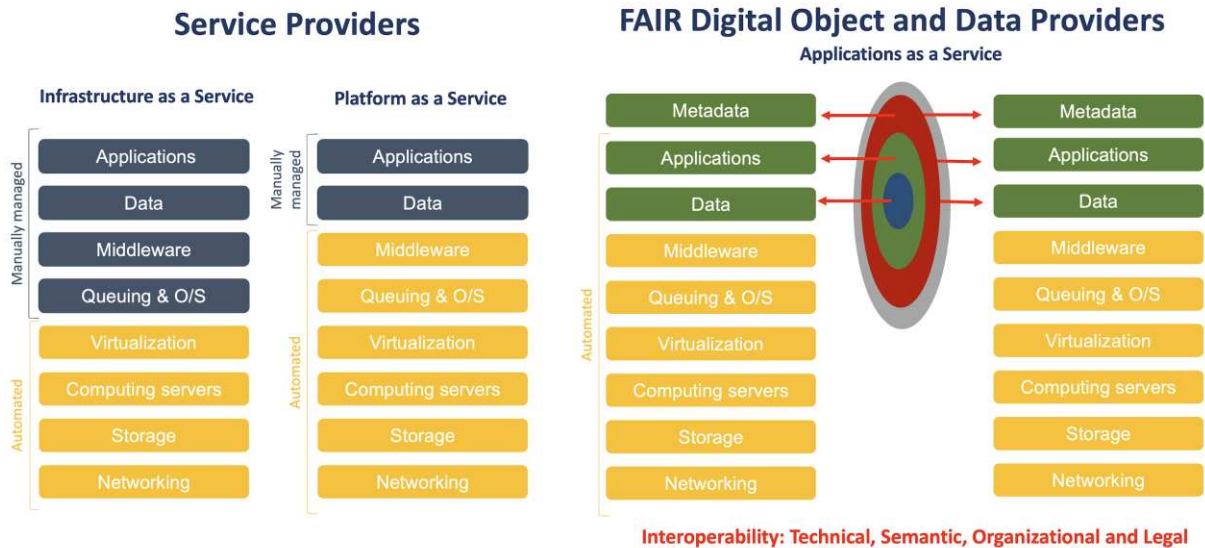 Service Providers
FAIR Digital Object and Data Providers
Applications as a Service
Infrastructure as a Service
Platform as a Service
Manually managed
Applications
Data
Middleware
Queuing & O/S
Automated
Virtualization
Computing servers
Storage
Networking
Manually
managed
Applications
Data
Automated
Middleware
Queuing & O/S
Virtualization
Computing servers
Storage
Networking
Metadata
Automated
Applications
Data
Middleware
Queuing & O/S
Virtualization
Computing servers
Storage
Networking
Metadata
Applications
Data
Middleware
Queuing & O/S
Virtualization
Computing servers
Storage
Networking
Interoperability: Technical, Semantic, Organizational and Legal